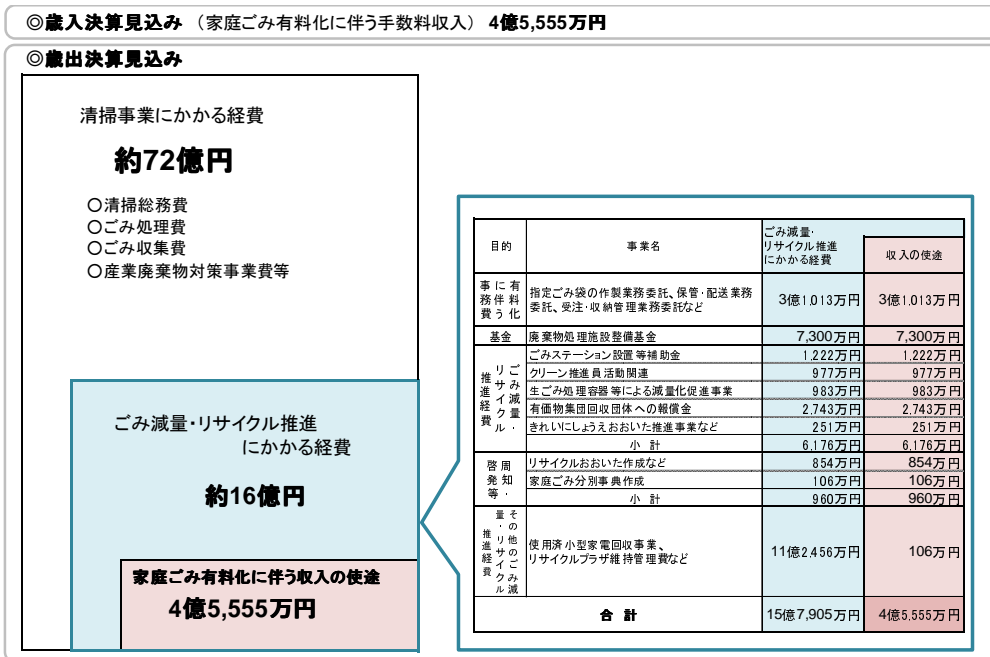 ◎歳入決算見込み （家庭ごみ有料化に伴う手数料収入） 4億5,555万円
◎歳出決算見込み
清掃事業にかかる経費
約72億円
〇清掃総務費
〇ごみ処理費
〇ごみ収集費
〇産業廃棄物対策事業費等
ごみ減量・リサイクル推進
にかかる経費
約16億円
家庭ごみ有料化に伴う収入の使途
4億5,555万円
目的 事業名 ごみ減量・
リサイクル推進
にかかる経費
収入の使途
有料化
に伴う
事務費
指定ごみ袋の作製業務委託、保管・配送業務
委託、受注・収納管理業務委託など
3億1,013万円 3億1,013万円
基金 廃棄物処理施設整備基金 7,300万円 7,300万円
ごみ減量・
リサイクル
推進経費
ごみステーション設置等補助金 1,222万円 1,222万円
クリーン推進員活動関連 977万円 977万円
生ごみ処理容器等による減量化促進事業 983万円 983万円
有価物集団回収団体への報償金 2,743万円 2,743万円
きれいにしょうえおおいた推進事業など 251万円 251万円
小 計 6,176万円 6,176万円
周知・
啓発等
リサイクルおおいた作成など 854万円 854万円
家庭ごみ分別事典作成 106万円 106万円
小 計 960万円 960万円
その他のごみ減
量・リサイクル
推進経費
使用済小型家電回収事業、
リサイクルプラザ維持管理費など
11億2,456万円 106万円
合 計 15億7,905万円 4億5,555万円